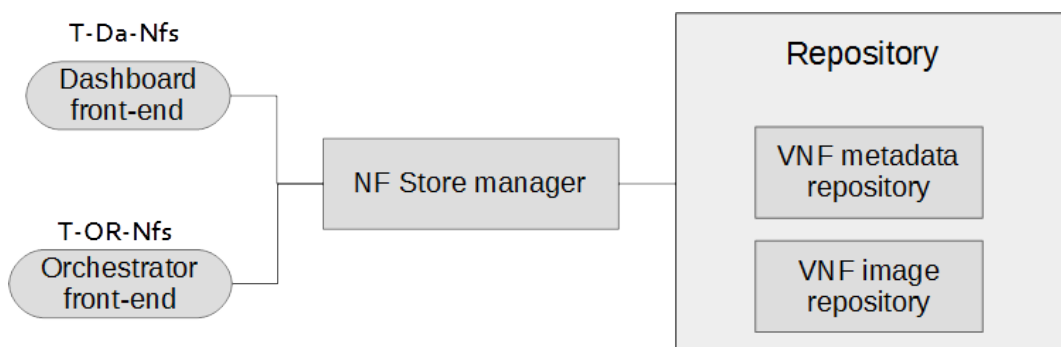 T-Da-Nfs
Dashboard
front-end
T-OR-Nfs
Orchestrator
front-end
NF Store manager
Repository
VNF metadata
repository
VNF image
repository